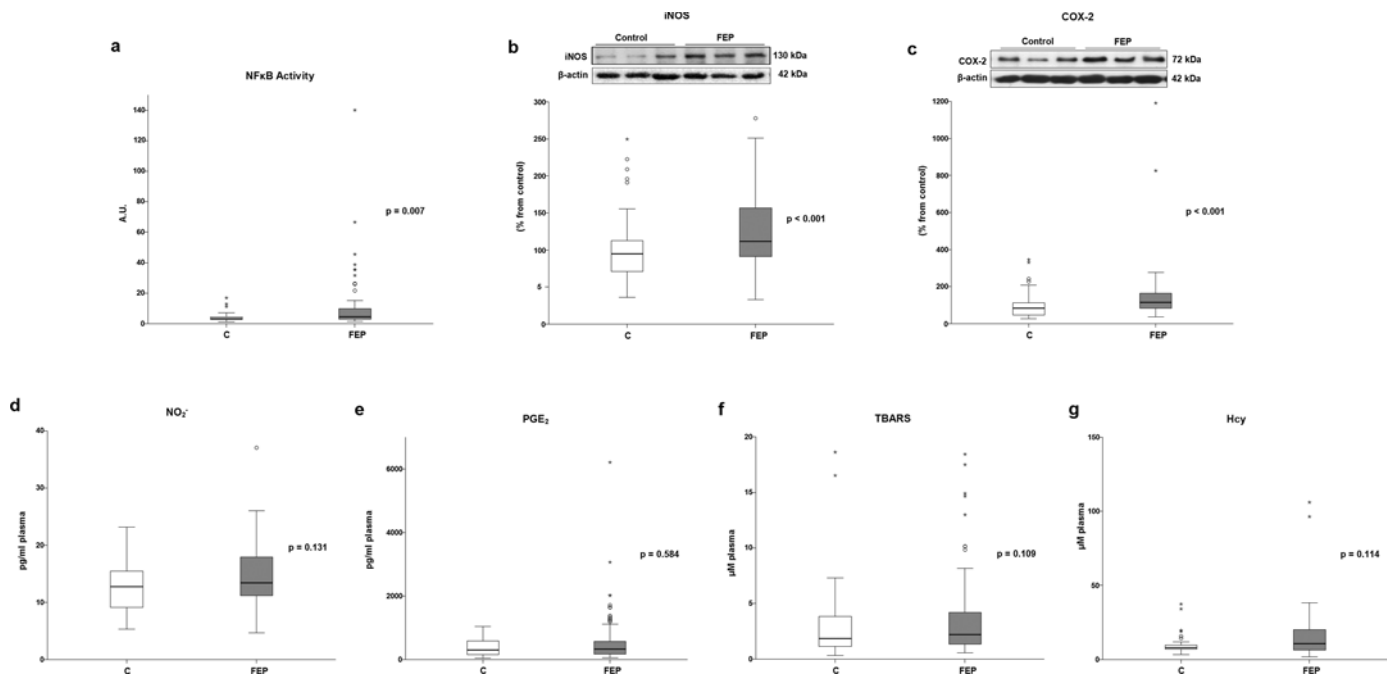 a
NFκB Activity
140
120
100
80
60
40
20
0
A.U.
p = 0.007
C FEP
iNOS
b
Control FEP
iNOS 130 kDa
β-actin 42 kDa
300
250
200
150
100
5
0
(% from control)
p < 0.001
C FEP
COX-2
c
Control FEP
COX-2 72 kDa
β-actin 42 kDa
1200
1000
800
600
400
200
0
(% from control)
p < 0.001
C FEP
d
NO₂⁻
40
30
20
10
0
pg/ml plasma
p = 0.131
C FEP
e
PGE₂
6000
4000
2000
0
pg/ml plasma
p = 0.584
C FEP
f
TBARS
20
15
10
5
0
µM plasma
p = 0.109
C FEP
g
Hcy
150
100
50
0
µM plasma
p = 0.114
C FEP